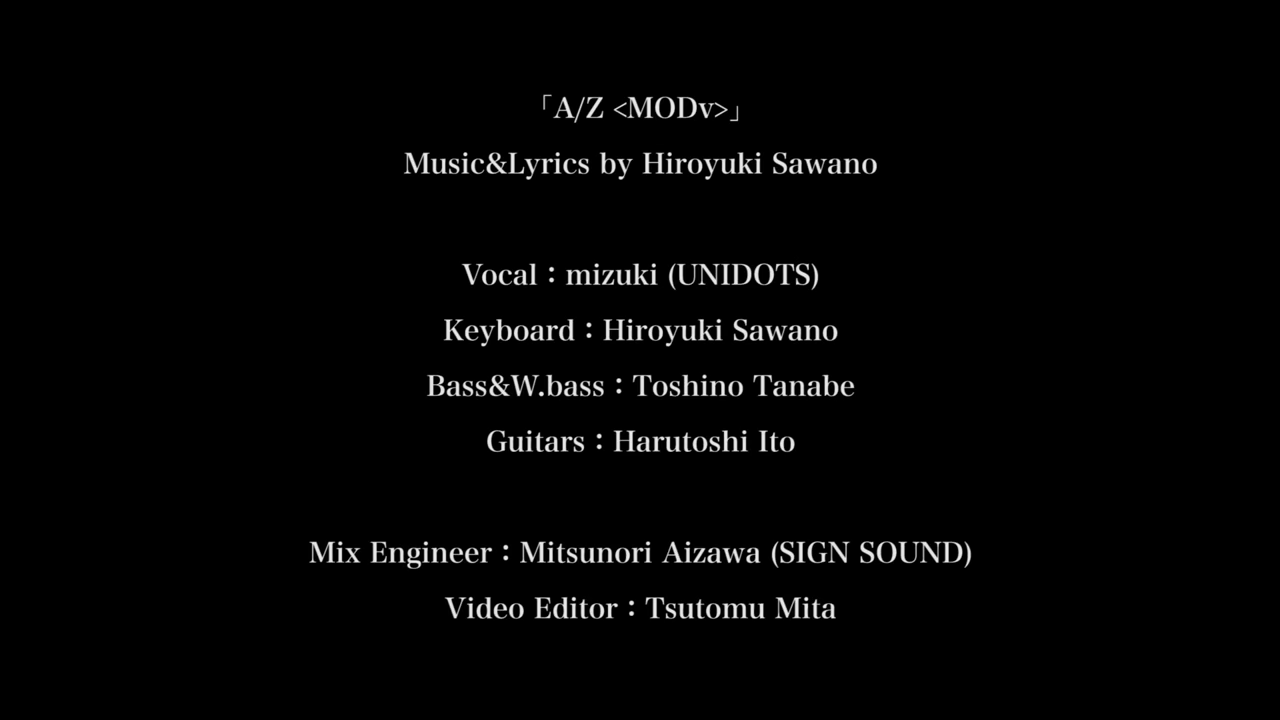 「A/Z <MODv>」
Music&Lyrics by Hiroyuki Sawano
Vocal：mizuki (UNIDOTS)
Keyboard：Hiroyuki Sawano
Bass&W.bass：Toshino Tanabe
Guitars：Harutoshi Ito
Mix Engineer：Mitsunori Aizawa (SIGN SOUND)
Video Editor：Tsutomu Mita